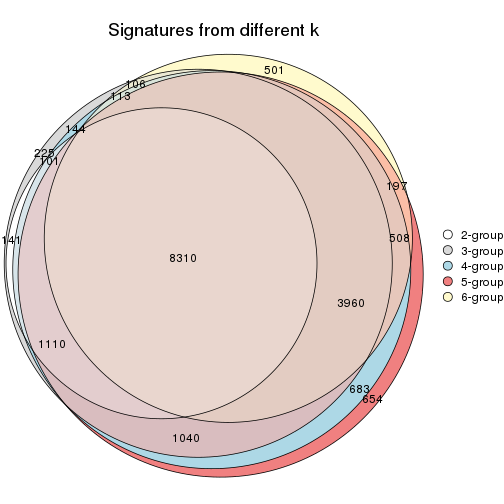 Signatures from different k
501
106
113
144
225
101
197
141
508
8310
3960
1110
683
654
1040
2-group
3-group
4-group
5-group
6-group